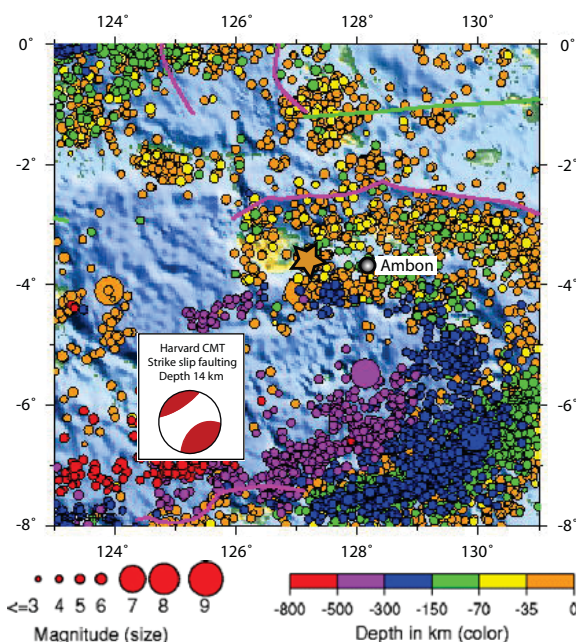 124° 126° 128° 130°
0° 0°
-2° -2°
Ambon
-4° -4°
Harvard CMT
Strike slip faulting
Depth 14 km
-6° -6°
-8° -8°
124° 126° 128° 130°
<=3 4 5 6 7 8 9
Magnitude (size)
-800 -500 -300 -150 -70 -35 0
Depth in km (color)